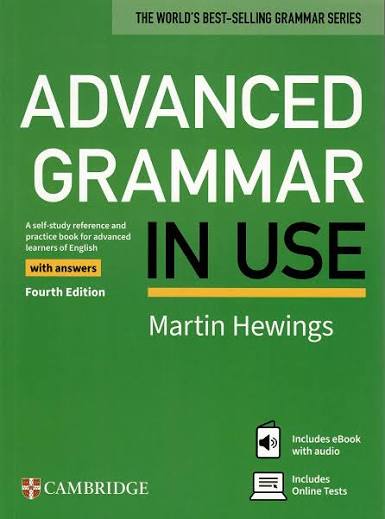 THE WORLD'S BEST-SELLING GRAMMAR SERIES
ADVANCED
GRAMMAR
IN USE
A self-study reference and
practice book for advanced
learners of English
with answers
Fourth Edition
Martin Hewings
Includes eBook
with audio
Includes
Online Tests
CAMBRIDGE